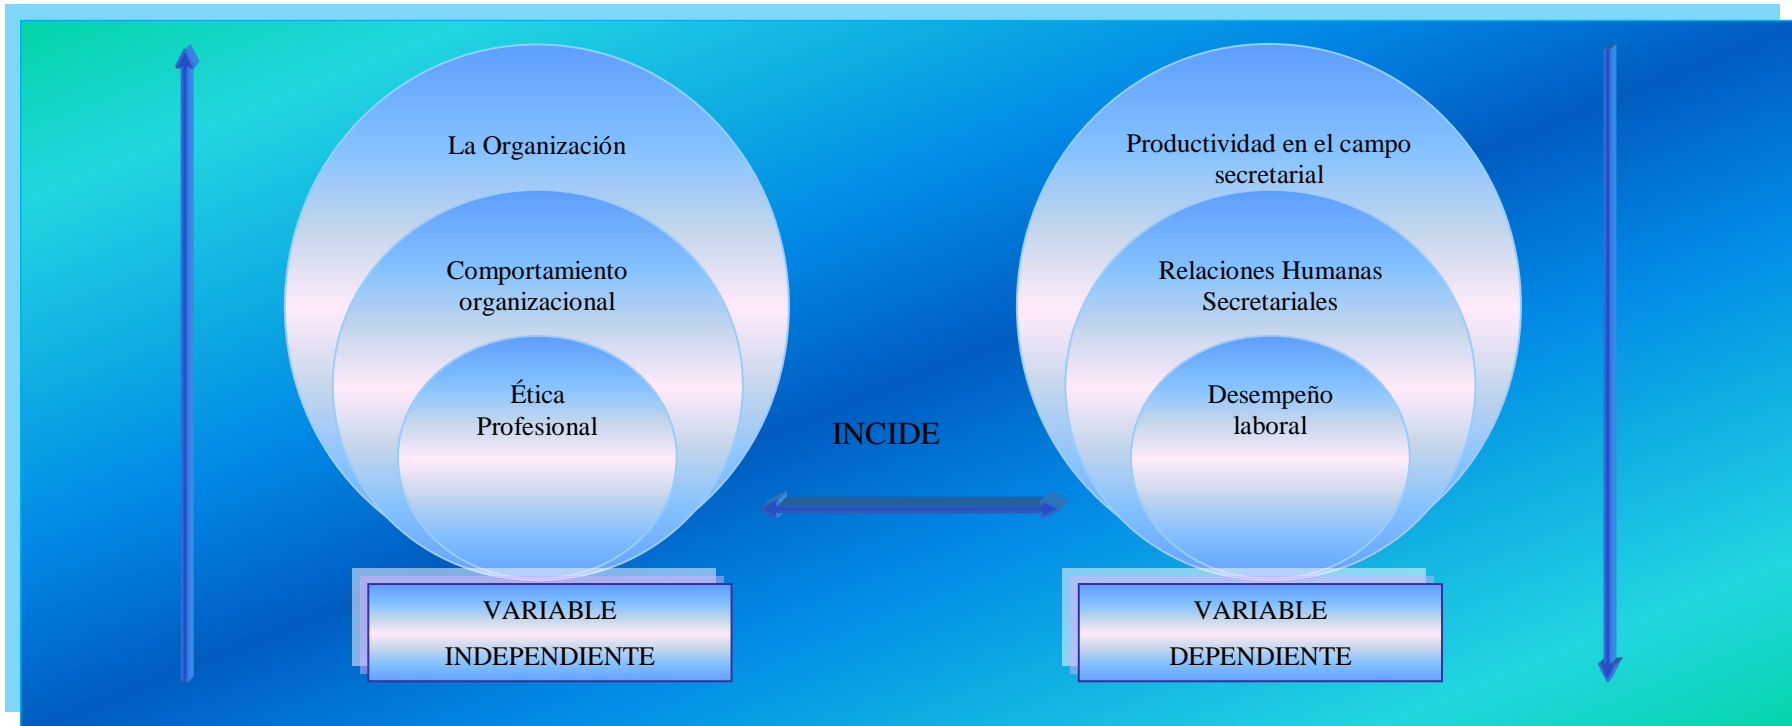 La Organización
Comportamiento
organizacional
Ética
Profesional
VARIABLE
INDEPENDIENTE
INCIDE
Productividad en el campo
secretarial
Relaciones Humanas
Secretariales
Desempeño
laboral
VARIABLE
DEPENDIENTE